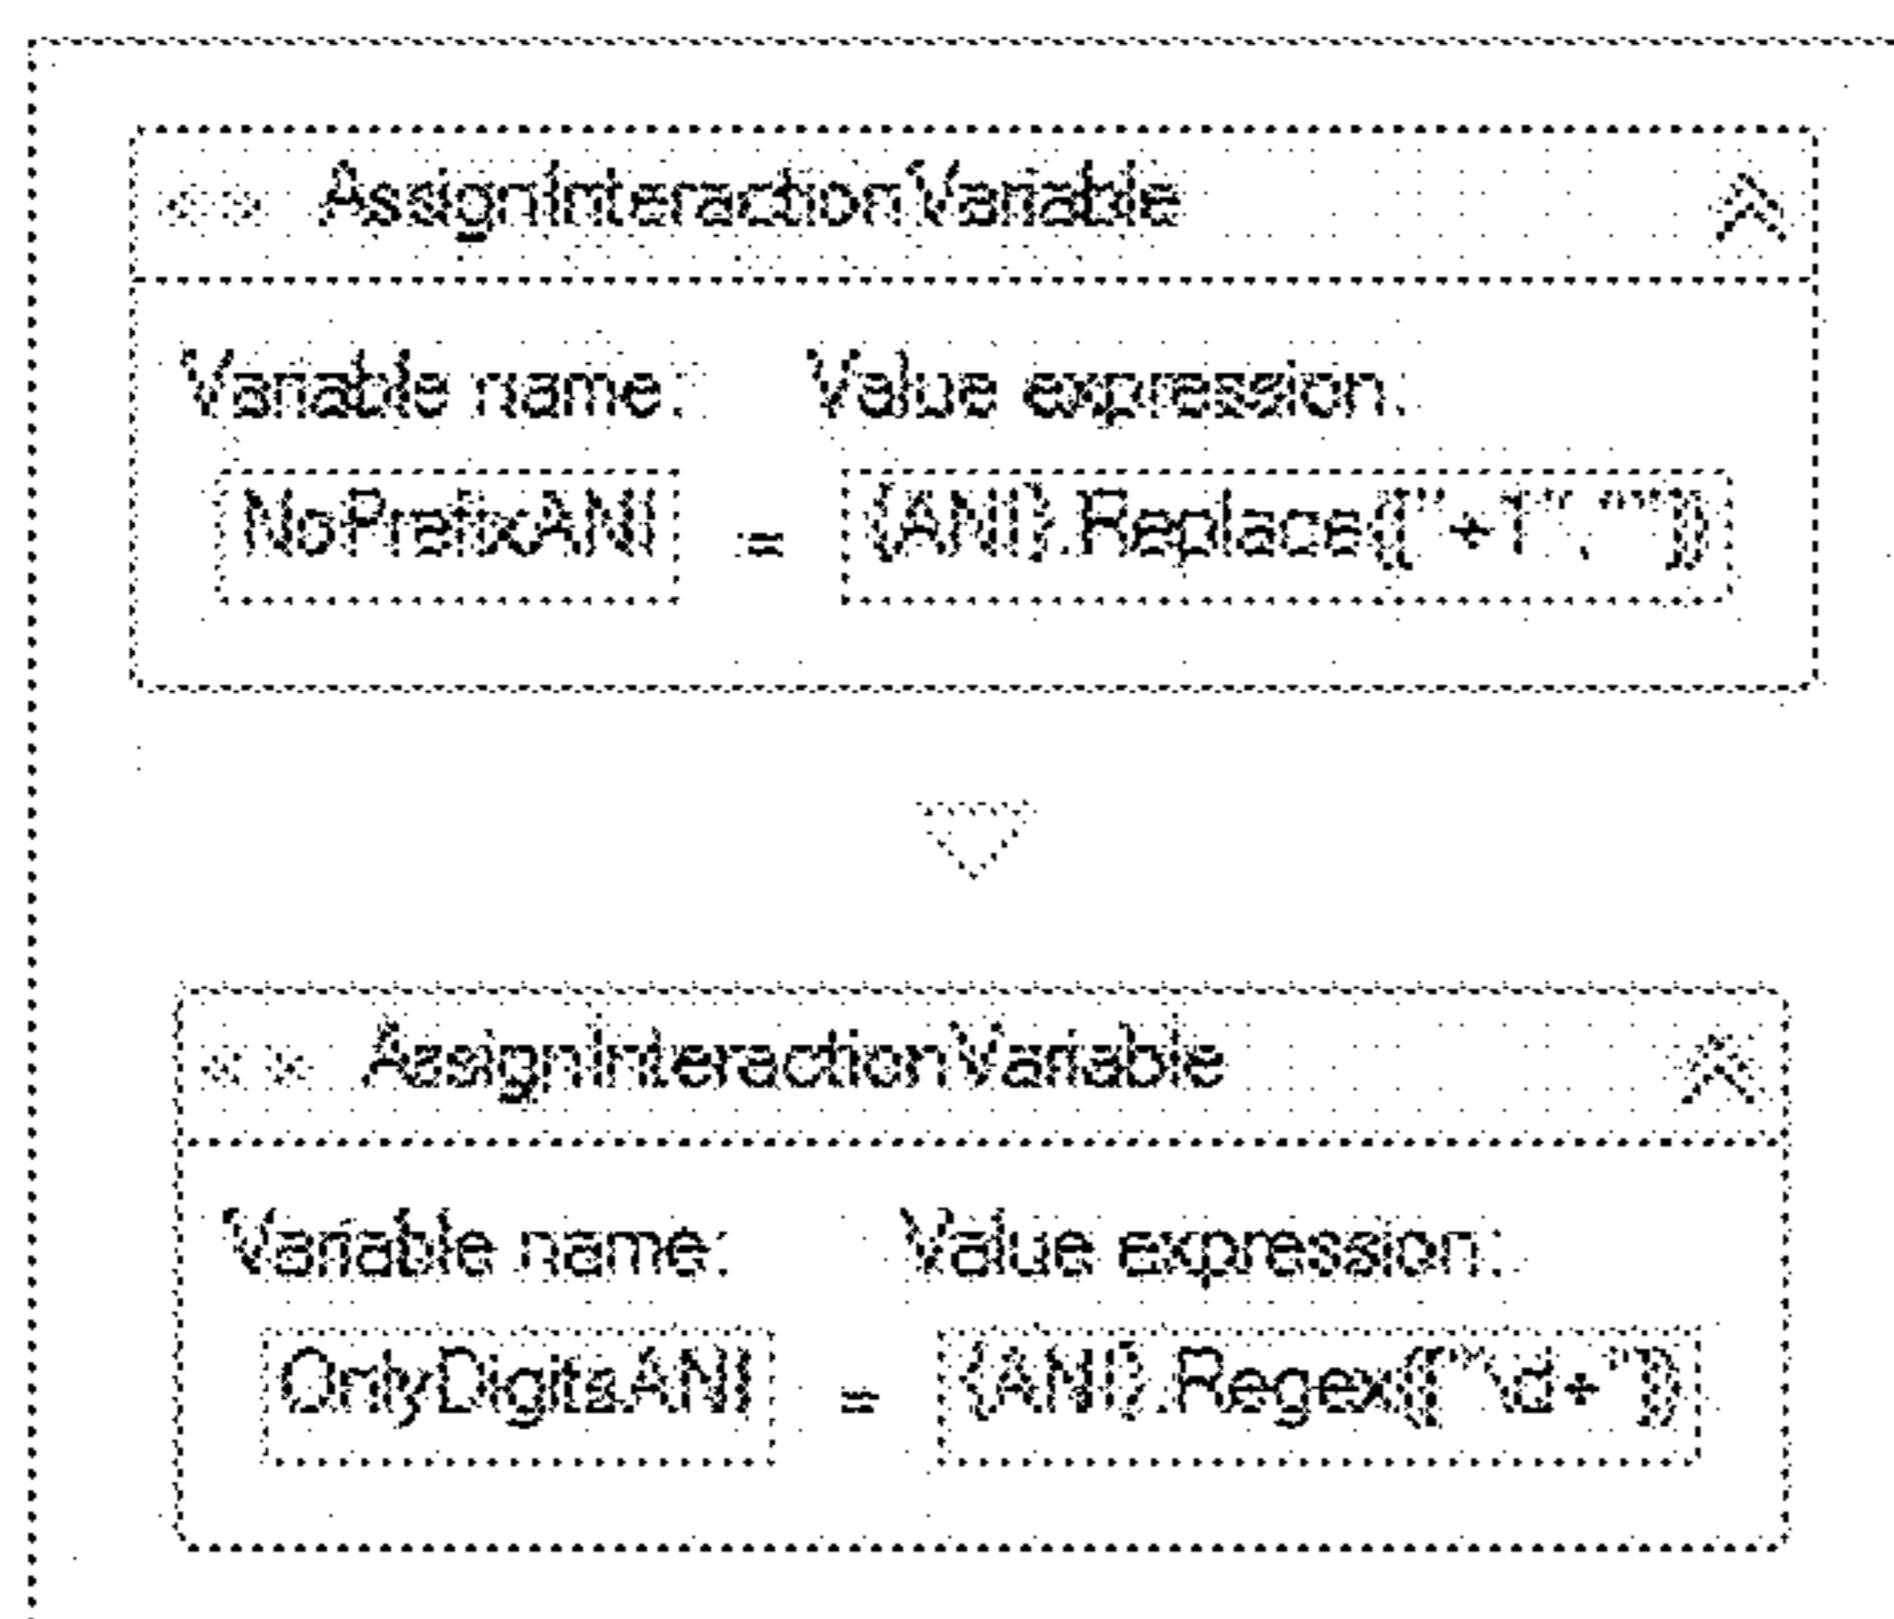 <> AssignInteractionVariable
Variable name: Value expression:
NoPrefixANI = {ANI}.Replace(["+1",""])
<> AssignInteractionVariable
Variable name: Value expression:
OnlyDigitsANI = {ANI}.Regex(["\d+"])